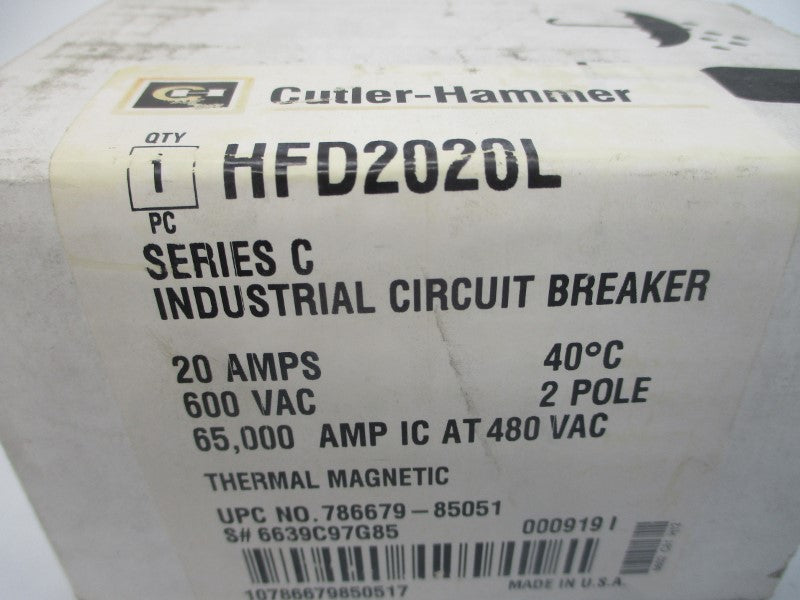 CH Cutler-Hammer
QTY
1 HFD2020L
PC
SERIES C
INDUSTRIAL CIRCUIT BREAKER
20 AMPS 40°C
600 VAC 2 POLE
65,000 AMP IC AT 480 VAC
THERMAL MAGNETIC
UPC NO. 786679-85051
S# 6639C97G85 000919 I
MADE IN U.S.A.
10786679850517